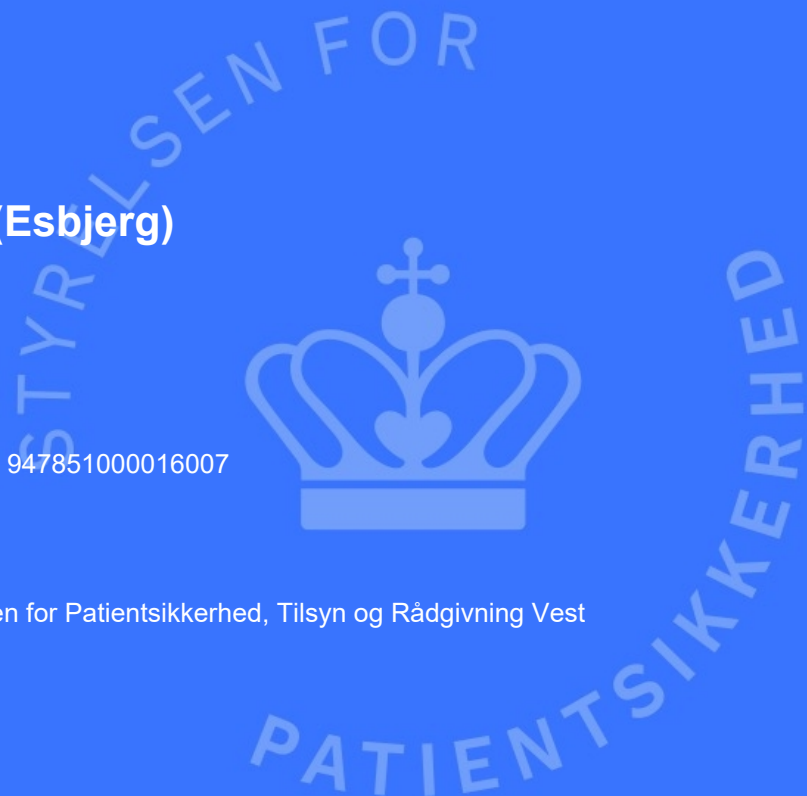 STYRELSEN FOR
PATIENTSIKKERHED
(Esbjerg)
947851000016007
en for Patientsikkerhed, Tilsyn og Rådgivning Vest